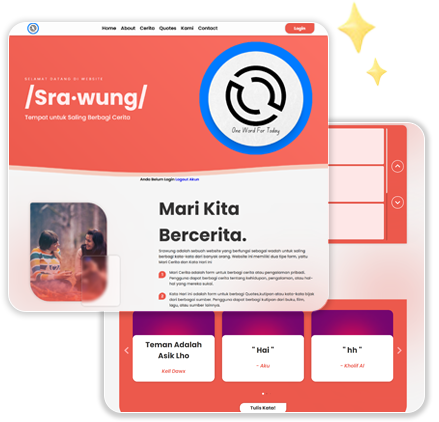 Home About Cerita Quotes Kami Contact Login
SELAMAT DATANG DI WEBSITE
/Sra·wung/
Tempat untuk Saling Berbagi Cerita
One Word For Today
Anda Belum Login Logout Akun
Mari Kita
Bercerita.
Srawung adalah sebuah website yang berfungsi sebagai wadah untuk saling
berbagi kata-kata dari banyak orang. Website ini memiliki dua tipe form, yaitu
Mari Cerita dan Kata Hari Ini.
1 Mari Cerita adalah form untuk berbagi cerita atau pengalaman pribadi.
Pengguna dapat berbagi cerita tentang kehidupan, pengalaman, atau hal-
hal yang mereka sukai.
2 Kata Hari Ini adalah form untuk berbagi Quotes,kutipan atau kata-kata bijak
dari berbagai sumber. Pengguna dapat berbagi kutipan dari buku, film,
lagu, atau sumber lainnya.
Teman Adalah
Asik Lho
- Kell Dawx
" Hai "
- Aku
" hh "
- Khalif Al
Tulis Kata!